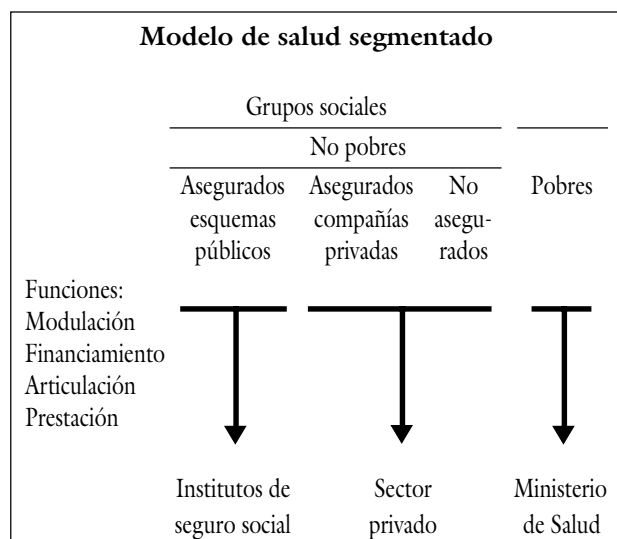 Modelo de salud segmentado
Grupos sociales
No pobres
Asegurados
esquemas
públicos
Asegurados
compañías
privadas
No
asegu-
rados
Pobres
Funciones:
Modulación
Financiamiento
Articulación
Prestación
Institutos de
seguro social
Sector
privado
Ministerio
de Salud